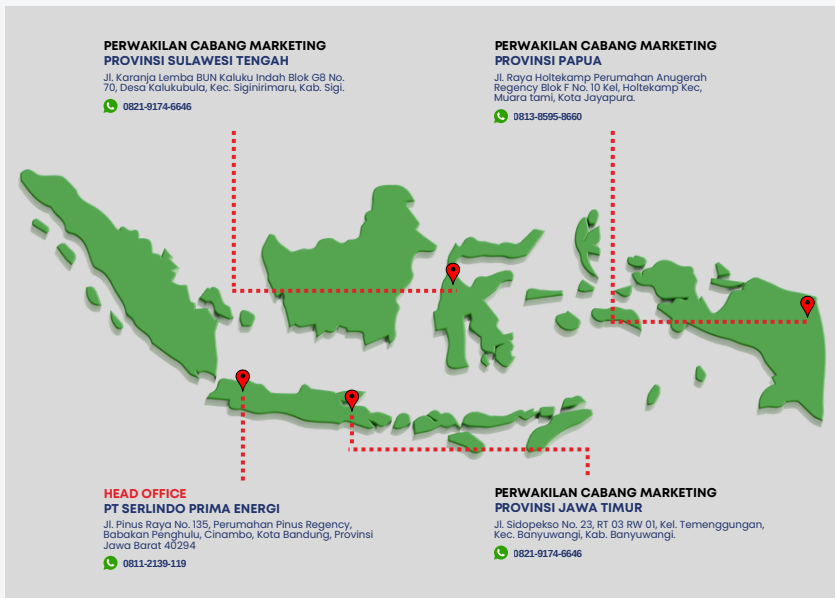 PERWAKILAN CABANG MARKETING
PROVINSI SULAWESI TENGAH
Jl. Karanja Lemba BUN Kaluku Indah Blok G8 No.
70, Desa Kalukubula, Kec. Siginirimaru, Kab. Sigi.
0821-9174-6646
PERWAKILAN CABANG MARKETING
PROVINSI PAPUA
Jl. Raya Holtekamp Perumahan Anugerah
Regency Blok F No. 10 Kel, Holtekamp Kec,
Muara tami, Kota Jayapura.
0813-8595-8660
HEAD OFFICE
PT SERLINDO PRIMA ENERGI
Jl. Pinus Raya No. 135, Perumahan Pinus Regency,
Babakan Penghulu, Cinambo, Kota Bandung, Provinsi
Jawa Barat 40294
0811-2139-119
PERWAKILAN CABANG MARKETING
PROVINSI JAWA TIMUR
Jl. Sidopekso No. 23, RT 03 RW 01, Kel. Temenggungan,
Kec. Banyuwangi, Kab. Banyuwangi.
0821-9174-6646